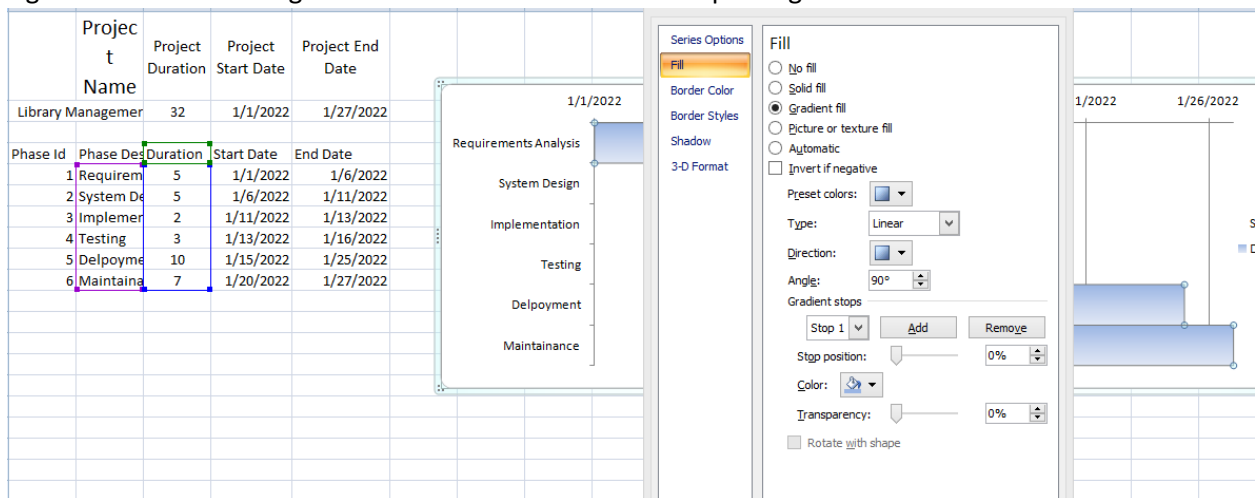 Projec
t
Name
Project
Duration
Project
Start Date
Project End
Date
Library Managemer 32 1/1/2022 1/27/2022
Phase Id Phase Des Duration Start Date End Date
1 Requirem 5 1/1/2022 1/6/2022
2 System De 5 1/6/2022 1/11/2022
3 Implemer 2 1/11/2022 1/13/2022
4 Testing 3 1/13/2022 1/16/2022
5 Delpoyme 10 1/15/2022 1/25/2022
6 Maintaina 7 1/20/2022 1/27/2022
1/1/2022
Requirements Analysis
System Design
Implementation
Testing
Delpoyment
Maintainance
Series Options
Fill
Border Color
Border Styles
Shadow
3-D Format
Fill
No fill
Solid fill
Gradient fill
Picture or texture fill
Automatic
Invert if negative
Preset colors:
Type: Linear
Direction:
Angle: 90°
Gradient stops
Stop 1 Add Remove
Stop position: 0%
Color:
Transparency: 0%
Rotate with shape
1/2022 1/26/2022
S
D